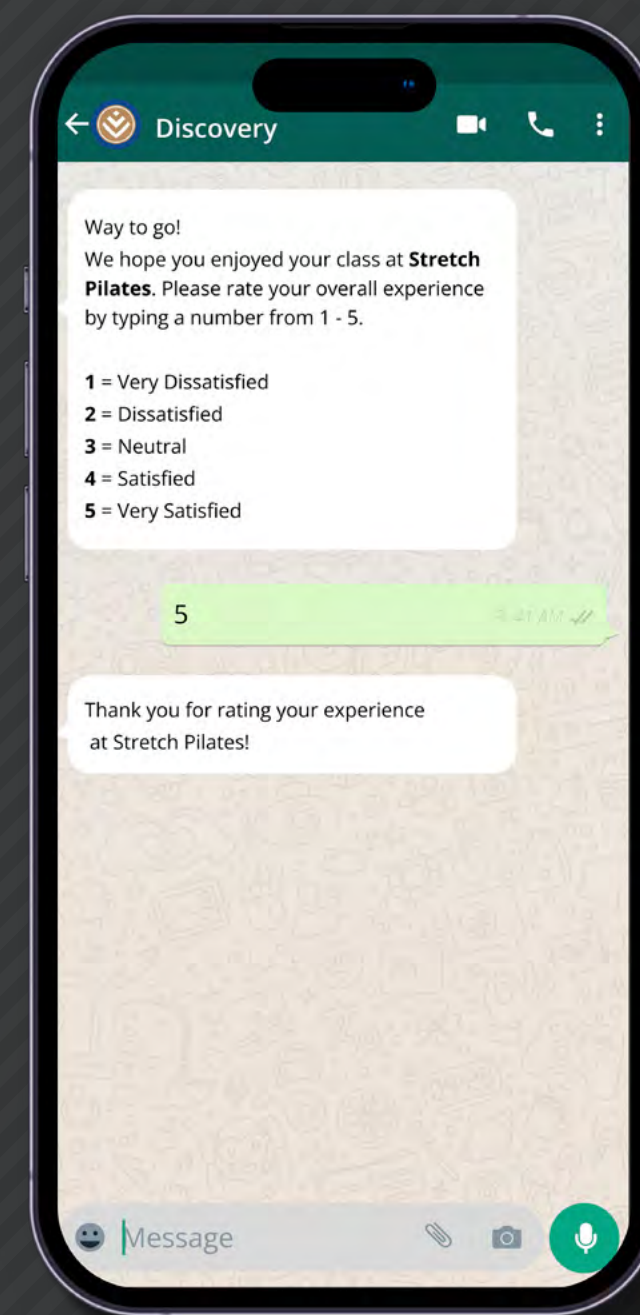 Discovery
Way to go!
We hope you enjoyed your class at Stretch
Pilates. Please rate your overall experience
by typing a number from 1 - 5.
1 = Very Dissatisfied
2 = Dissatisfied
3 = Neutral
4 = Satisfied
5 = Very Satisfied
5
Thank you for rating your experience
at Stretch Pilates!
Message